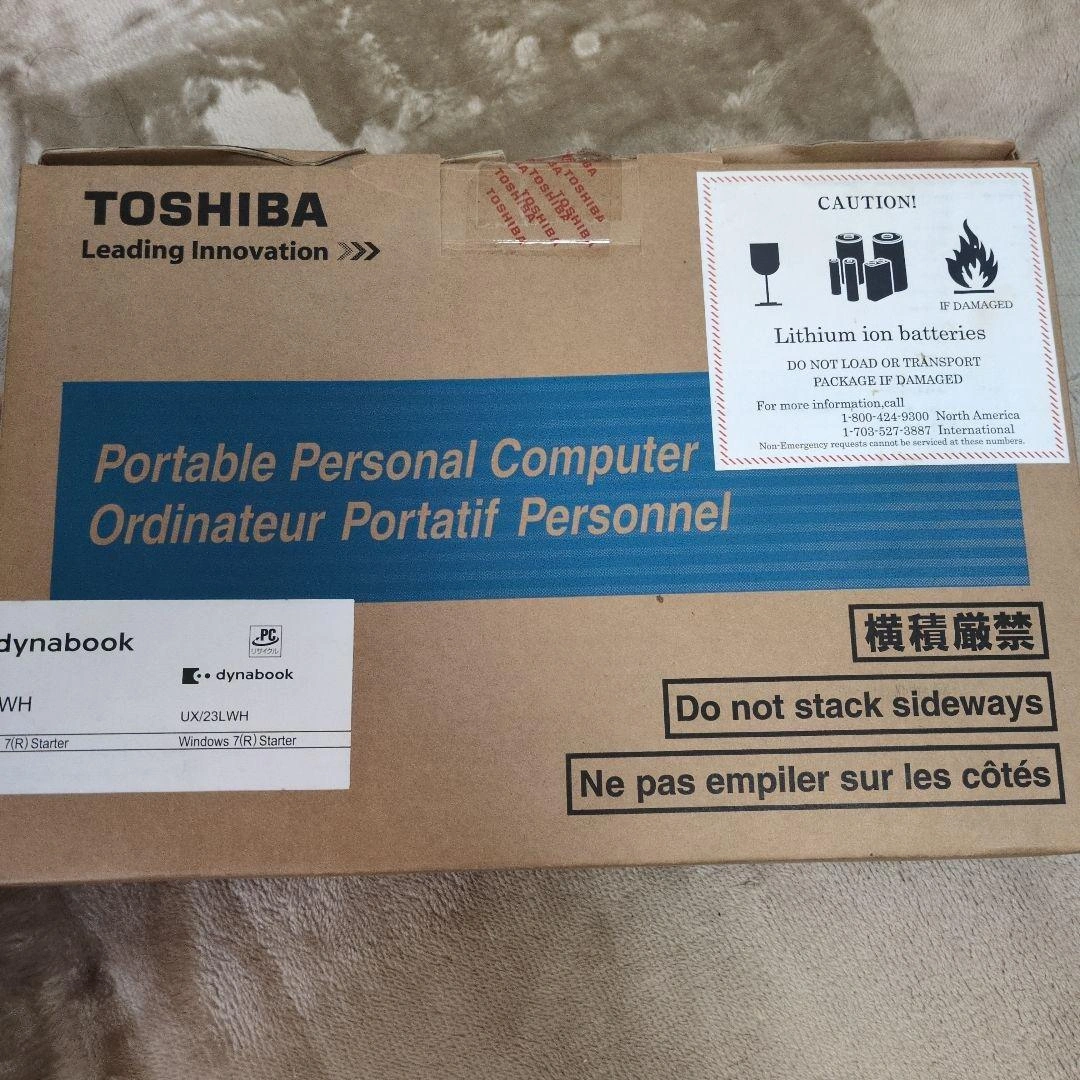 TOSHIBA
Leading Innovation >>>
TOSHIBA
TOSHIBA
TOSHIBA
TOSHIBA
TOSHIBA
CAUTION!
IF DAMAGED
Lithium ion batteries
DO NOT LOAD OR TRANSPORT
PACKAGE IF DAMAGED
For more information,call
1-800-424-9300 North America
1-703-527-3887 International
Non-Emergency requests cannot be serviced at these numbers.
Portable Personal Computer
Ordinateur Portatif Personnel
dynabook
PC
リサイクル
dynabook
WH
UX/23LWH
7(R) Starter
Windows 7(R) Starter
横積厳禁
Do not stack sideways
Ne pas empiler sur les côtés